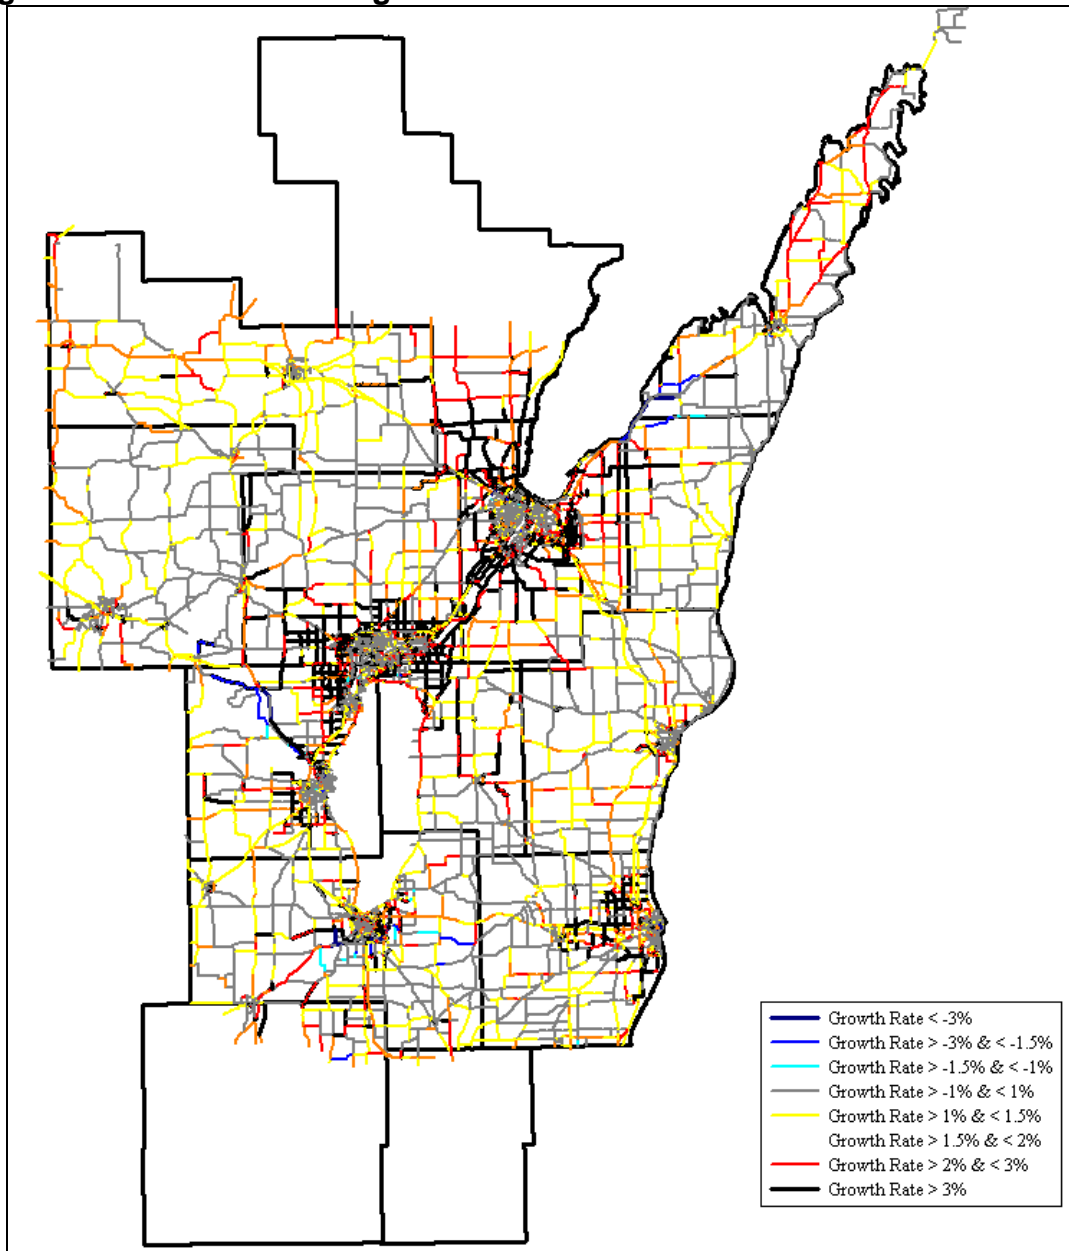 Growth Rate < -3%
Growth Rate > -3% & < -1.5%
Growth Rate > -1.5% & < -1%
Growth Rate > -1% & < 1%
Growth Rate > 1% & < 1.5%
Growth Rate > 1.5% & < 2%
Growth Rate > 2% & < 3%
Growth Rate > 3%